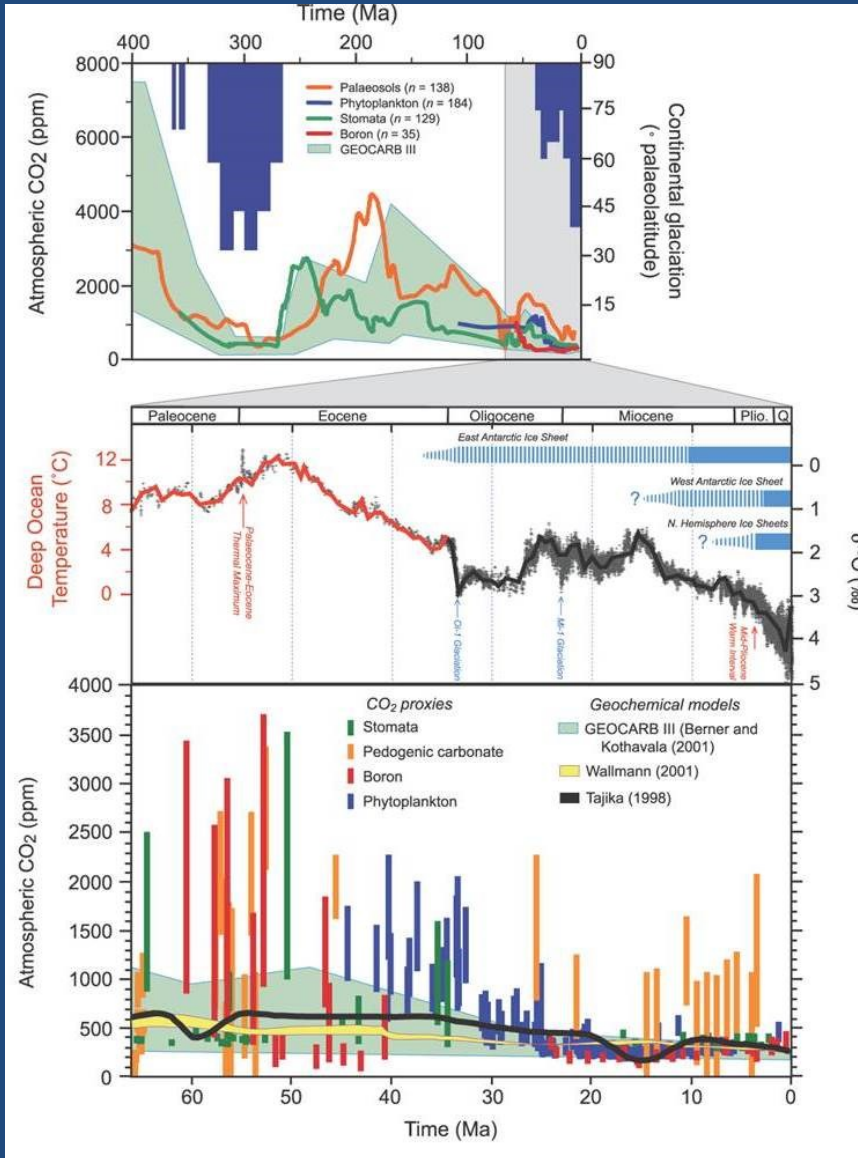 Time (Ma)
400 300 200 100 0
8000
6000
4000
2000
0
Atmospheric CO2 (ppm)
90
75
60
45
30
15
Continental glaciation
(° palaeolatitude)
Palaeosols (n = 138)
Phytoplankton (n = 184)
Stomata (n = 129)
Boron (n = 35)
GEOCARB III
Paleocene Eocene Oligocene Miocene Plio. Q
East Antarctic Ice Sheet
West Antarctic Ice Sheet
?
N. Hemisphere Ice Sheets
?
Deep Ocean
Temperature (°C)
12
8
4
0
0
1
2
3
4
5
(‰)
Palaeocene-Eocene
Thermal Maximum
Oi-1 Glaciation
Mi-1 Glaciation
Mid-Pliocene
Warm Interval
4000
3500
3000
2500
2000
1500
1000
500
0
Atmospheric CO2 (ppm)
CO2 proxies
Stomata
Pedogenic carbonate
Boron
Phytoplankton
Geochemical models
GEOCARB III (Berner and
Kothavala (2001)
Wallmann (2001)
Tajika (1998)
60 50 40 30 20 10 0
Time (Ma)